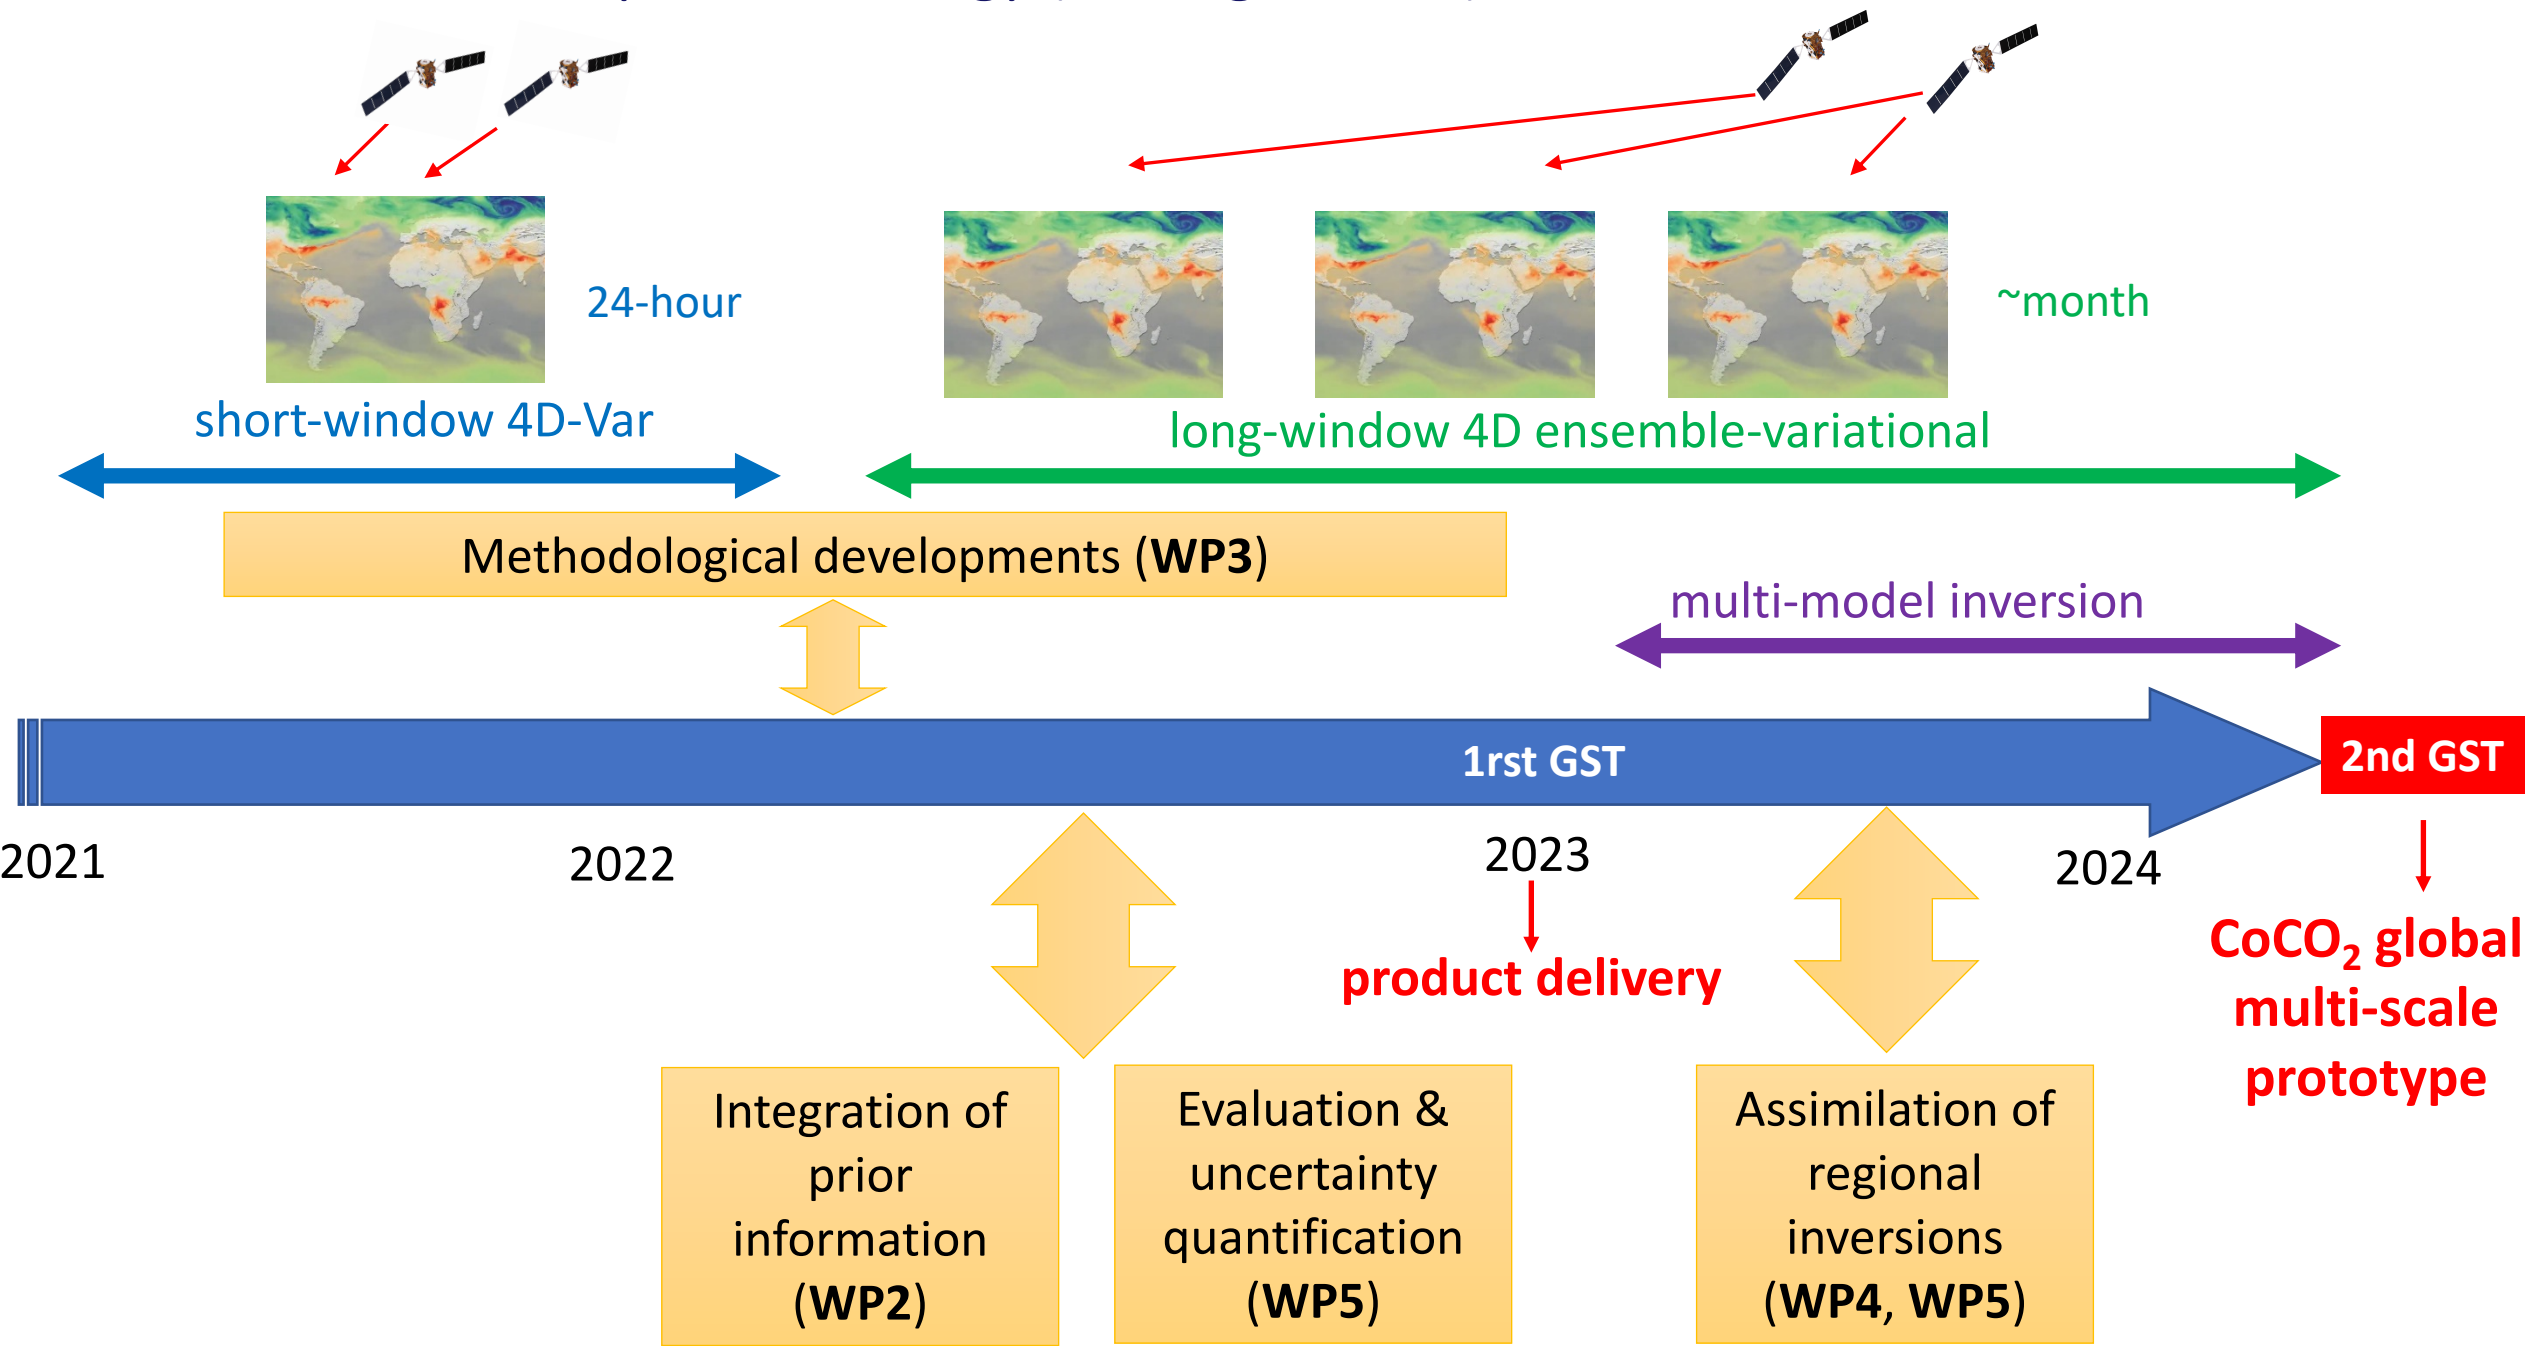 24-hour
~month
short-window 4D-Var
long-window 4D ensemble-variational
Methodological developments (WP3)
multi-model inversion
1rst GST
2nd GST
2021
2022
2023
2024
product delivery
CoCO2 global
multi-scale
prototype
Integration of
prior
information
(WP2)
Evaluation &
uncertainty
quantification
(WP5)
Assimilation of
regional
inversions
(WP4, WP5)